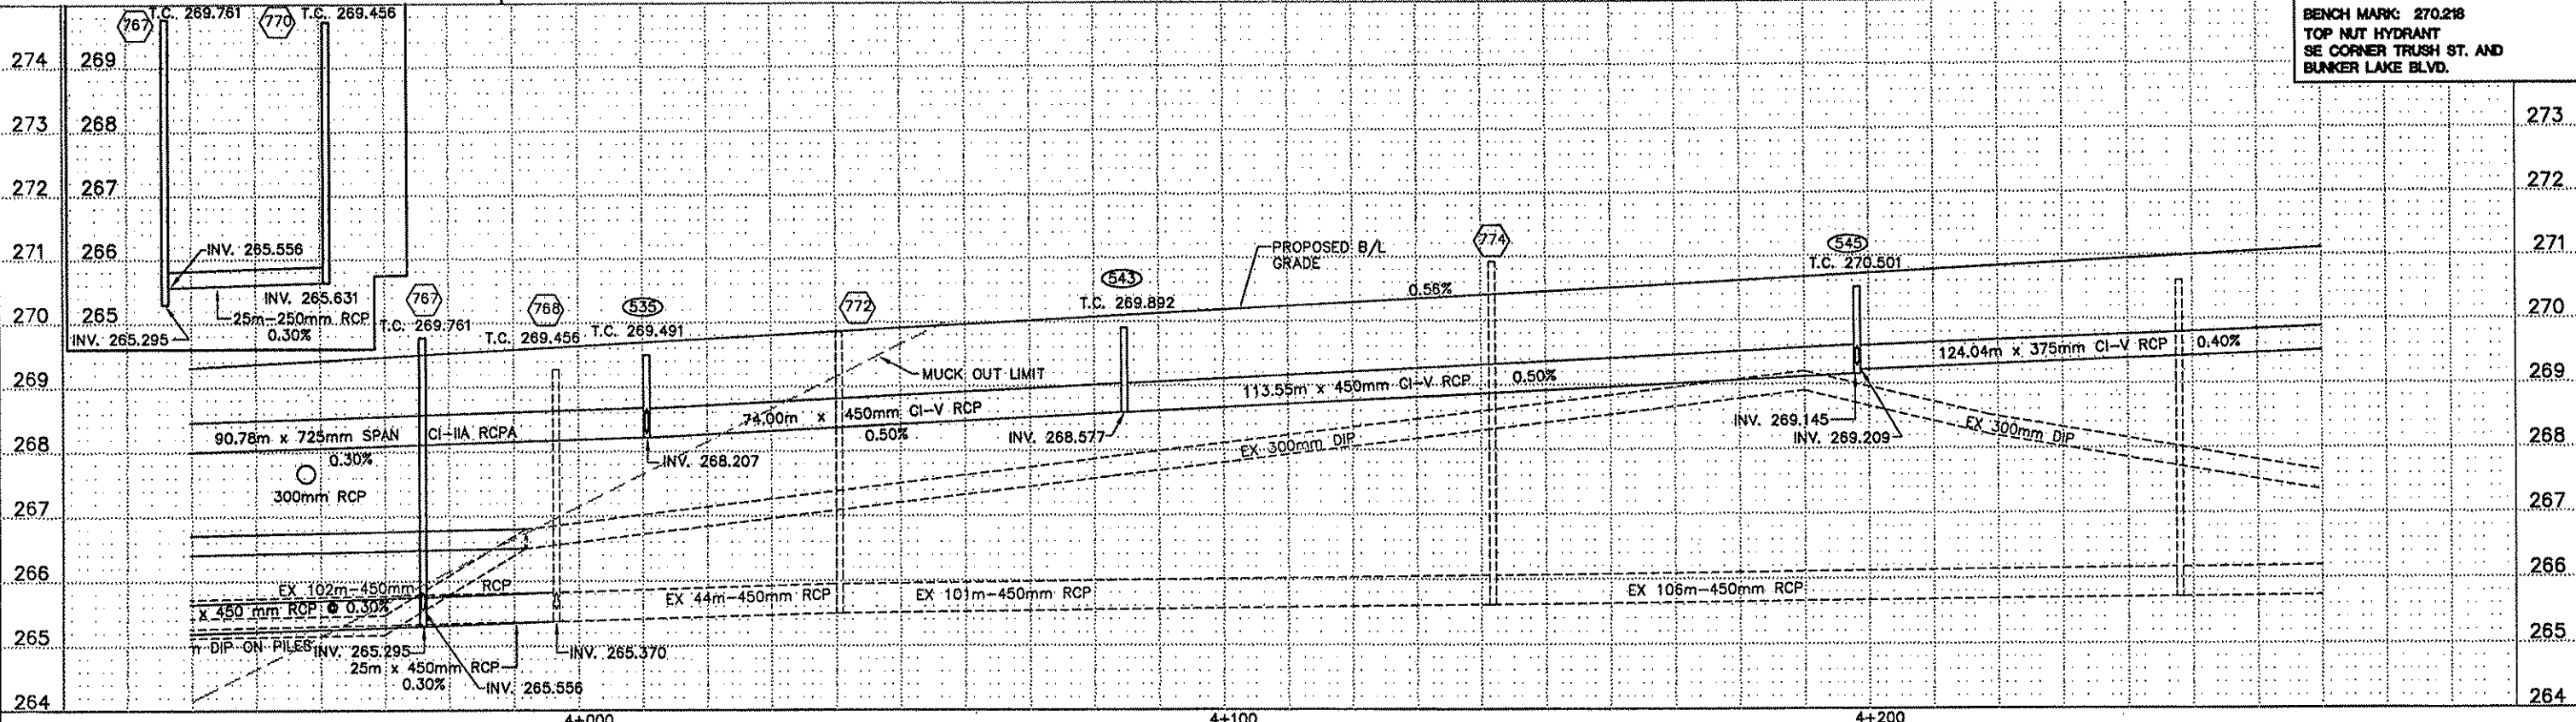 BENCH MARK: 270.218
TOP NUT HYDRANT
SE CORNER TRUSH ST. AND
BUNKER LAKE BLVD.
767
T.C. 269.761
770
T.C. 269.456
274
273
272
271
270
269
268
267
266
265
264
269
268
267
266
265
INV. 265.556
INV. 265.631
25m-250mm RCP
0.30%
INV. 265.295
767
T.C. 269.761
768
T.C. 269.456
535
T.C. 269.491
772
543
T.C. 269.892
PROPOSED B/L
GRADE
0.56%
774
545
T.C. 270.501
MUCK OUT LIMIT
90.78m x 725mm SPAN CI-IIA RCPA
0.30%
300mm RCP
74.00m x 450mm CI-V RCP
0.50%
INV. 268.207
INV. 268.577
113.55m x 450mm CI-V RCP 0.50%
124.04m x 375mm CI-V RCP 0.40%
INV. 269.145
INV. 269.209
EX 300mm DIP
EX 300mm DIP
EX 102m-450mm RCP
x 450 mm RCP @ 0.30%
DIP ON PILES
INV. 265.295
25m x 450mm RCP
0.30%
INV. 265.556
INV. 265.370
EX 44m-450mm RCP
EX 101m-450mm RCP
EX 106m-450mm RCP
273
272
271
270
269
268
267
266
265
264
4+000
4+100
4+200